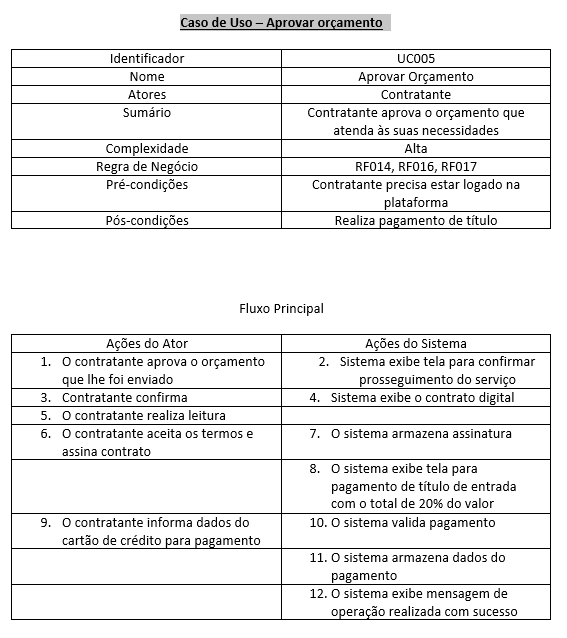 Caso de Uso – Aprovar orçamento
Identificador UC005
Nome Aprovar Orçamento
Atores Contratante
Sumário Contratante aprova o orçamento que
atenda às suas necessidades
Complexidade Alta
Regra de Negócio RF014, RF016, RF017
Pré-condições Contratante precisa estar logado na
plataforma
Pós-condições Realiza pagamento de título
Fluxo Principal
Ações do Ator Ações do Sistema
1. O contratante aprova o orçamento
que lhe foi enviado
2. Sistema exibe tela para confirmar
prosseguimento do serviço
3. Contratante confirma
4. Sistema exibe o contrato digital
5. O contratante realiza leitura
6. O contratante aceita os termos e
assina contrato
7. O sistema armazena assinatura
8. O sistema exibe tela para
pagamento de título de entrada
com o total de 20% do valor
9. O contratante informa dados do
cartão de crédito para pagamento
10. O sistema valida pagamento
11. O sistema armazena dados do
pagamento
12. O sistema exibe mensagem de
operação realizada com sucesso